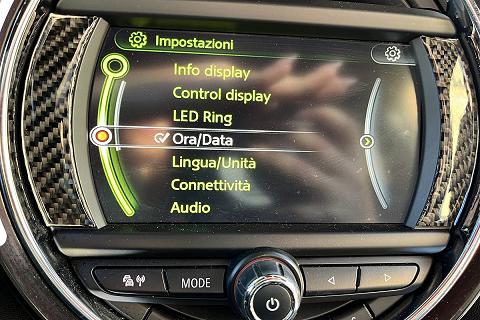 Impostazioni
Info display
Control display
LED Ring
Ora/Data
Lingua/Unità
Connettività
Audio
MODE